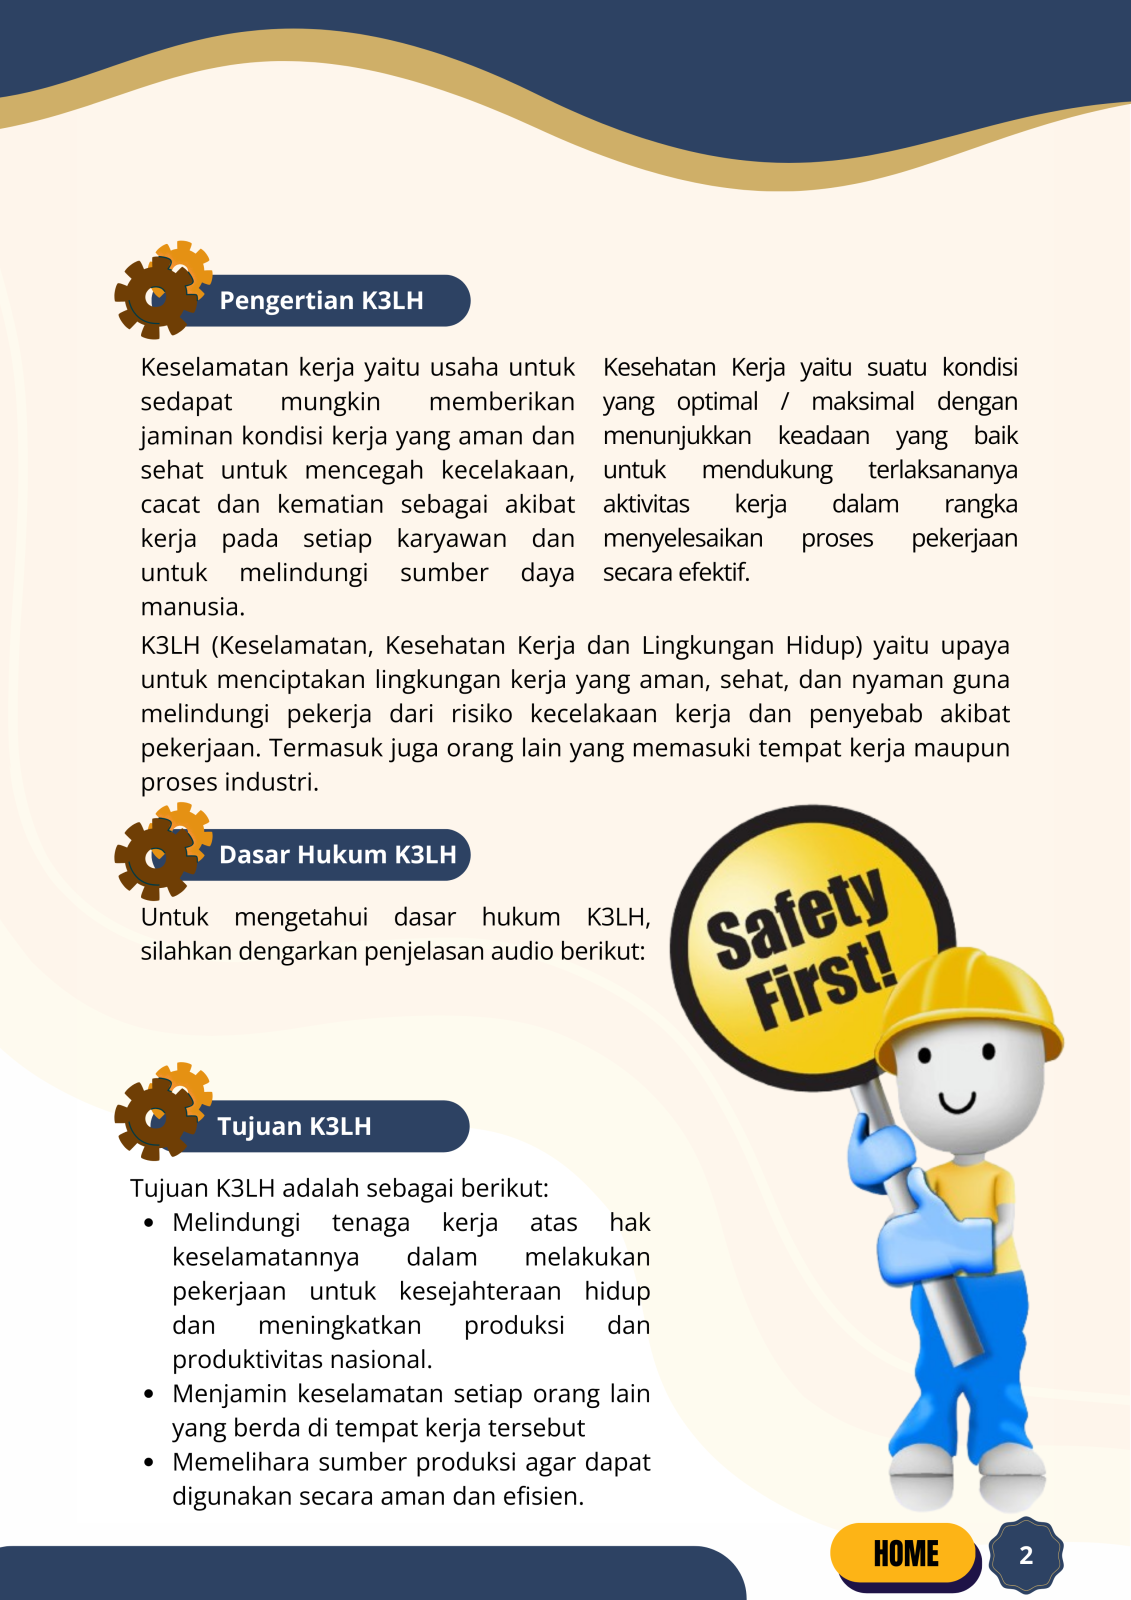 Pengertian K3LH
Keselamatan kerja yaitu usaha untuk
sedapat mungkin memberikan
jaminan kondisi kerja yang aman dan
sehat untuk mencegah kecelakaan,
cacat dan kematian sebagai akibat
kerja pada setiap karyawan dan
untuk melindungi sumber daya
manusia.
Kesehatan Kerja yaitu suatu kondisi
yang optimal / maksimal dengan
menunjukkan keadaan yang baik
untuk mendukung terlaksananya
aktivitas kerja dalam rangka
menyelesaikan proses pekerjaan
secara efektif.
K3LH (Keselamatan, Kesehatan Kerja dan Lingkungan Hidup) yaitu upaya
untuk menciptakan lingkungan kerja yang aman, sehat, dan nyaman guna
melindungi pekerja dari risiko kecelakaan kerja dan penyebab akibat
pekerjaan. Termasuk juga orang lain yang memasuki tempat kerja maupun
proses industri.
Dasar Hukum K3LH
Untuk mengetahui dasar hukum K3LH,
silahkan dengarkan penjelasan audio berikut:
Safety
First!
Tujuan K3LH
Tujuan K3LH adalah sebagai berikut:
• Melindungi tenaga kerja atas hak
keselamatannya dalam melakukan
pekerjaan untuk kesejahteraan hidup
dan meningkatkan produksi dan
produktivitas nasional.
• Menjamin keselamatan setiap orang lain
yang berda di tempat kerja tersebut
• Memelihara sumber produksi agar dapat
digunakan secara aman dan efisien.
HOME
2